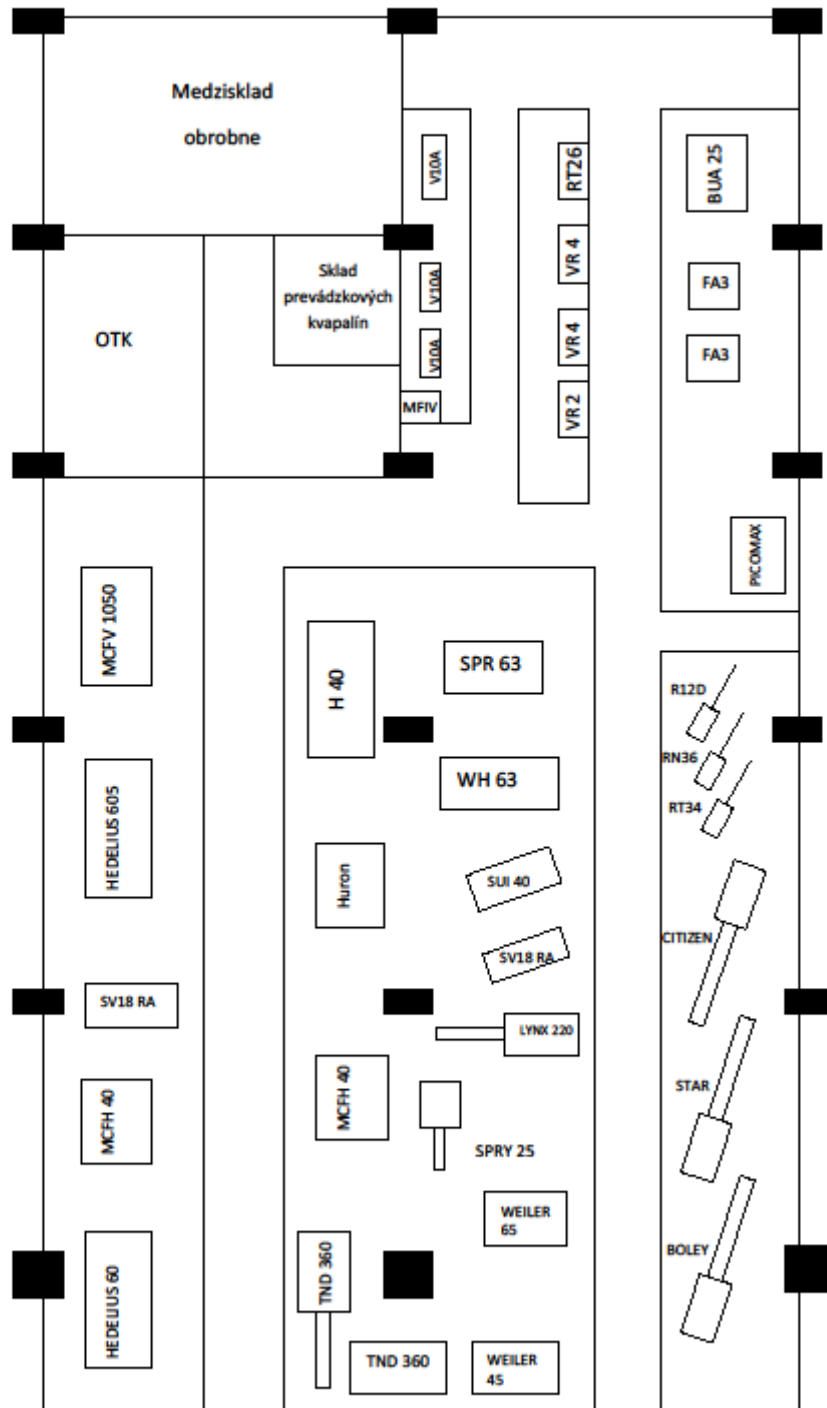 Medzisklad
obrobne
OTK
Sklad
prevádzkových
kvapalín
V10A
V10A
V10A
MFIV
RT26
VR 4
VR 4
VR 2
BUA 25
FA3
FA3
PICOMAX
MCFV 1050
HEDELIUS 605
SV18 RA
MCFH 40
HEDELIUS 60
H 40
SPR 63
WH 63
Huron
SUI 40
SV18 RA
LYNX 220
MCFH 40
SPRY 25
WEILER
65
TND 360
TND 360
WEILER
45
R12D
RN36
RT34
CITIZEN
STAR
BOLEY